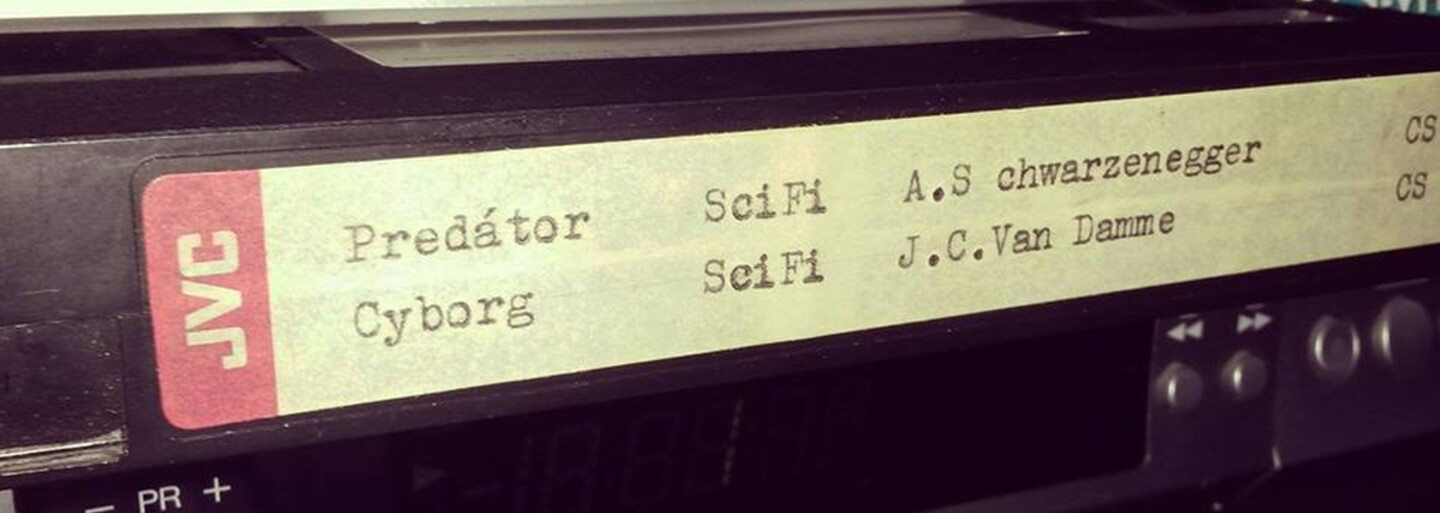 JVC
Predátor SciFi A.S chwarzenegger CS
Cyborg SciFi J.C.Van Damme CS
- PR +